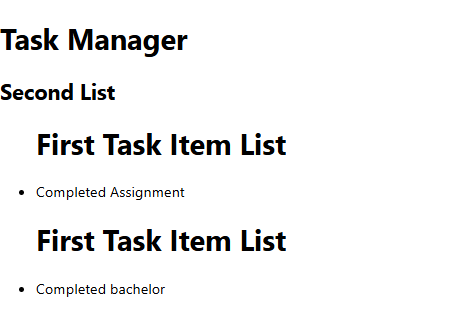 Task Manager
Second List
First Task Item List
Completed Assignment
First Task Item List
Completed bachelor